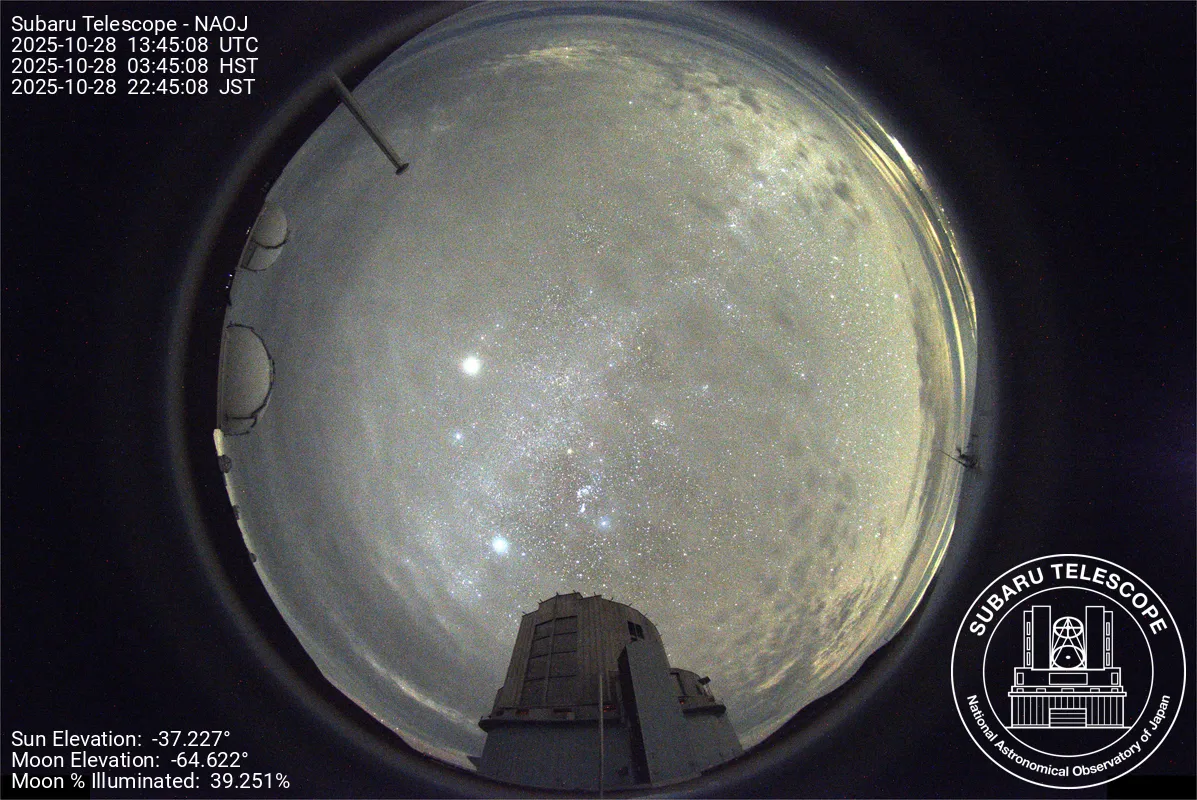 Subaru Telescope - NAOJ
2025-10-28 13:45:08 UTC
2025-10-28 03:45:08 HST
2025-10-28 22:45:08 JST
SUBARU TELESCOPE
National Astronomical Observatory of Japan
Sun Elevation: -37.227°
Moon Elevation: -64.622°
Moon % Illuminated: 39.251%